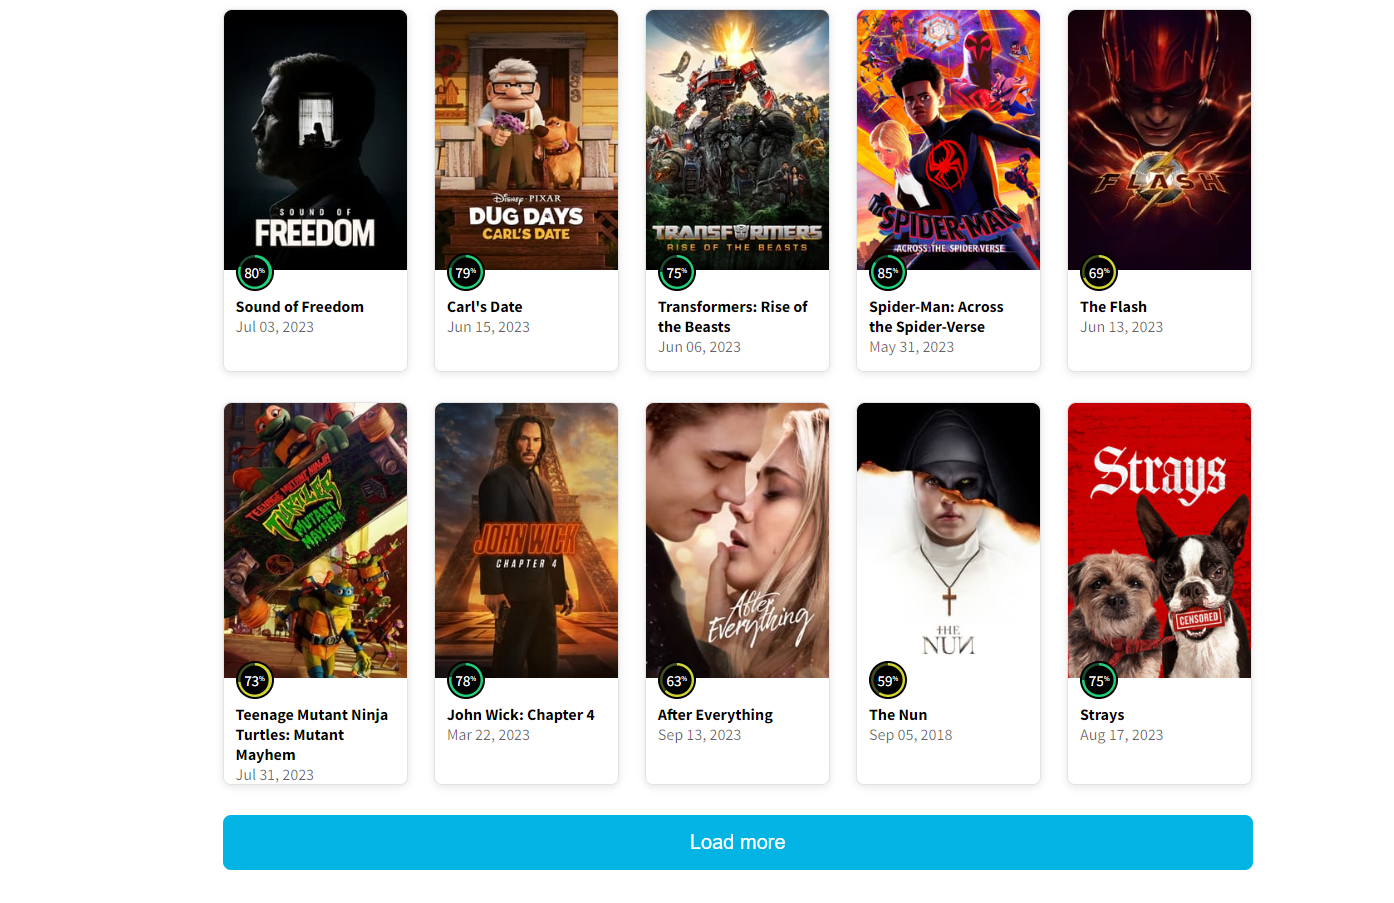 SOUND OF
FREEDOM
80%
Sound of Freedom
Jul 03, 2023
Disney · PIXAR
DUG DAYS
CARL'S DATE
79%
Carl's Date
Jun 15, 2023
TRANSFORMERS
RISE OF THE BEASTS
75%
Transformers: Rise of
the Beasts
Jun 06, 2023
SPIDER-MAN
ACROSS THE SPIDER-VERSE
85%
Spider-Man: Across
the Spider-Verse
May 31, 2023
FLASH
69%
The Flash
Jun 13, 2023
TEENAGE MUTANT NINJA
TURTLES
MUTANT
MAYHEM
73%
Teenage Mutant Ninja
Turtles: Mutant
Mayhem
Jul 31, 2023
JOHN WICK
CHAPTER 4
78%
John Wick: Chapter 4
Mar 22, 2023
After
Everything
63%
After Everything
Sep 13, 2023
THE
NUN
59%
The Nun
Sep 05, 2018
Strays
CENSORED
75%
Strays
Aug 17, 2023
Load more